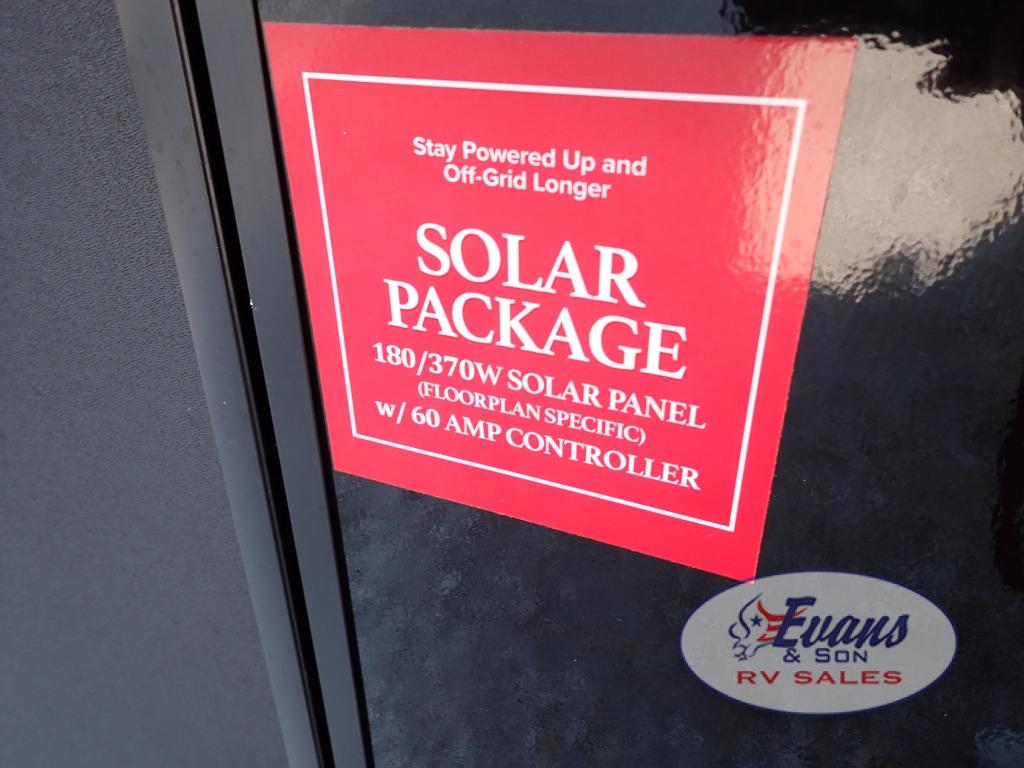 Stay Powered Up and
Off-Grid Longer
SOLAR
PACKAGE
180/370W SOLAR PANEL
(FLOORPLAN SPECIFIC)
w/ 60 AMP CONTROLLER
Evans
& SON
RV SALES